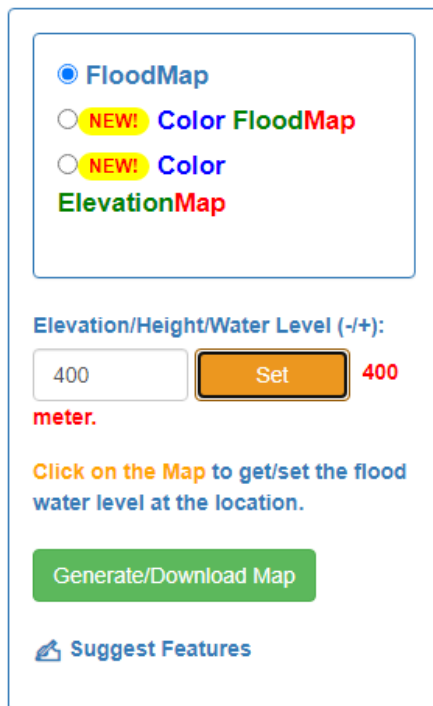 FloodMap
NEW! Color FloodMap
NEW! Color
ElevationMap
Elevation/Height/Water Level (-/+):
400 Set 400
meter.
Click on the Map to get/set the flood
water level at the location.
Generate/Download Map
Suggest Features